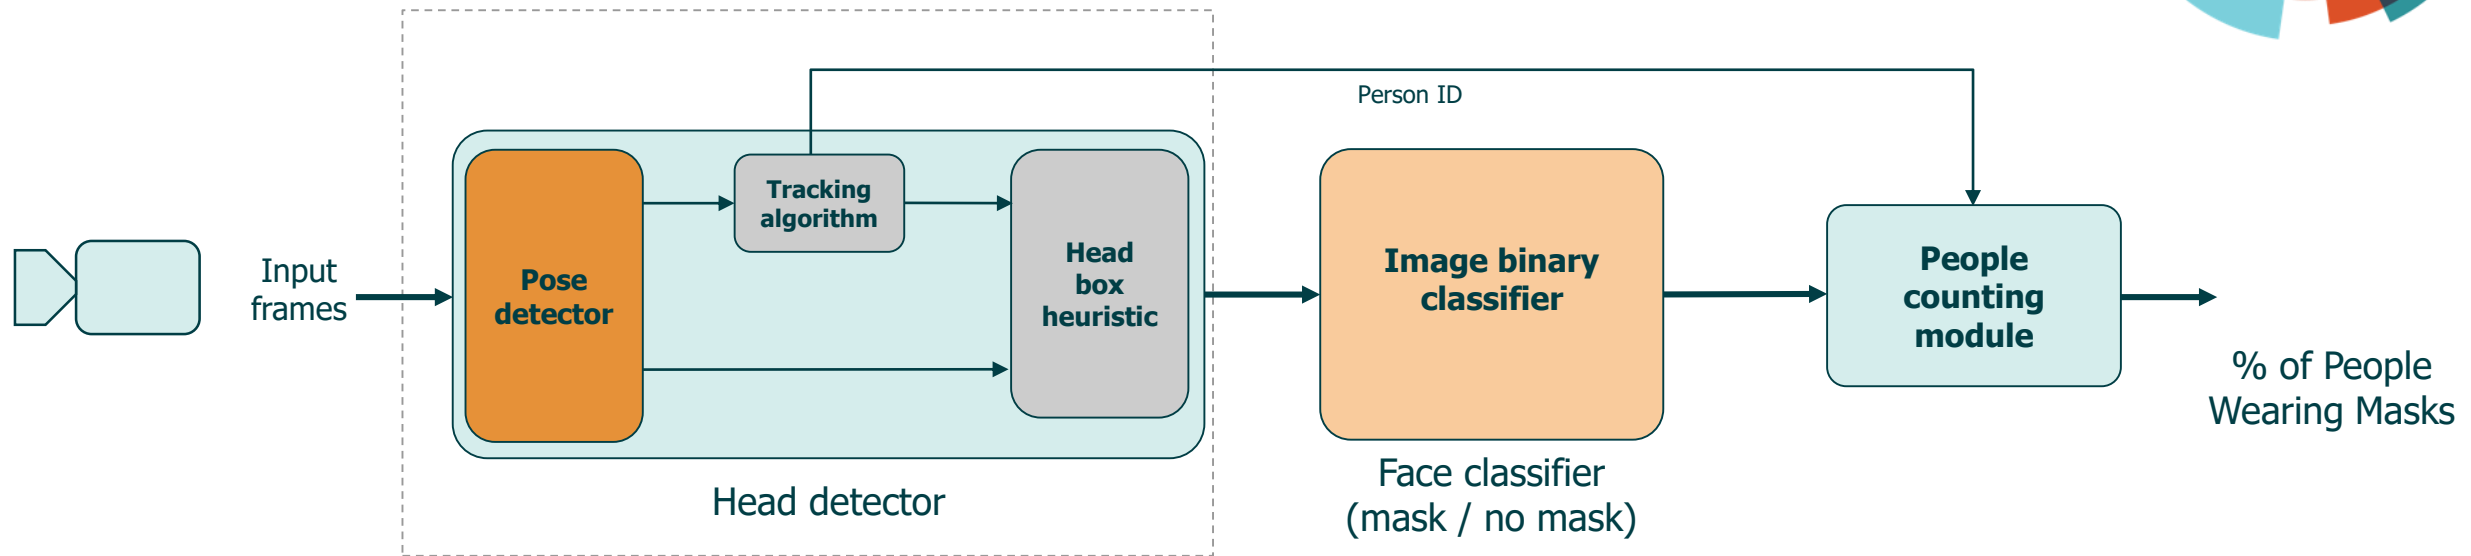 Person ID
Input
frames
Pose
detector
Tracking
algorithm
Head
box
heuristic
Head detector
Image binary
classifier
Face classifier
(mask / no mask)
People
counting
module
% of People
Wearing Masks